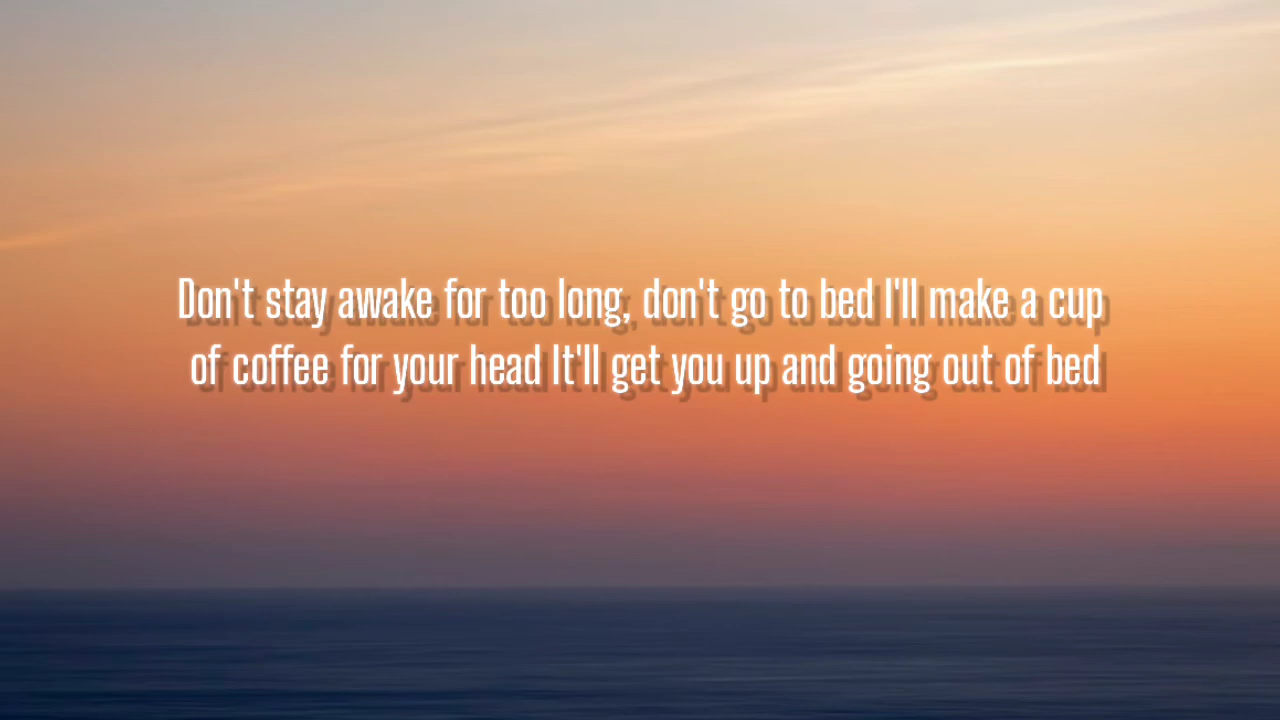 Don't stay awake for too long, don't go to bed I'll make a cup
of coffee for your head It'll get you up and going out of bed